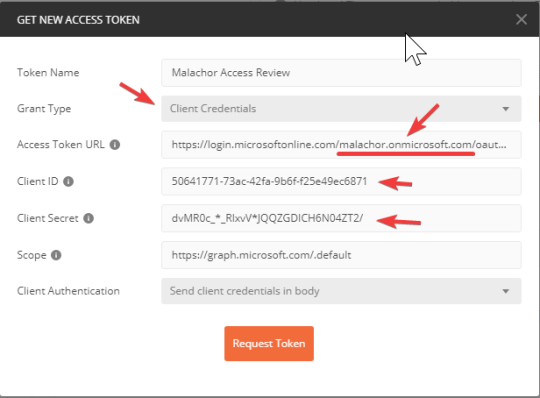 GET NEW ACCESS TOKEN
Token Name Malachor Access Review
Grant Type Client Credentials
Access Token URL https://login.microsoftonline.com/malachor.onmicrosoft.com/oaut...
Client ID 50641771-73ac-42fa-9b6f-f25e49ec6871
Client Secret dvMR0c_*_RIxvV*JQQZGDICH6N04ZT2/
Scope https://graph.microsoft.com/.default
Client Authentication Send client credentials in body
Request Token